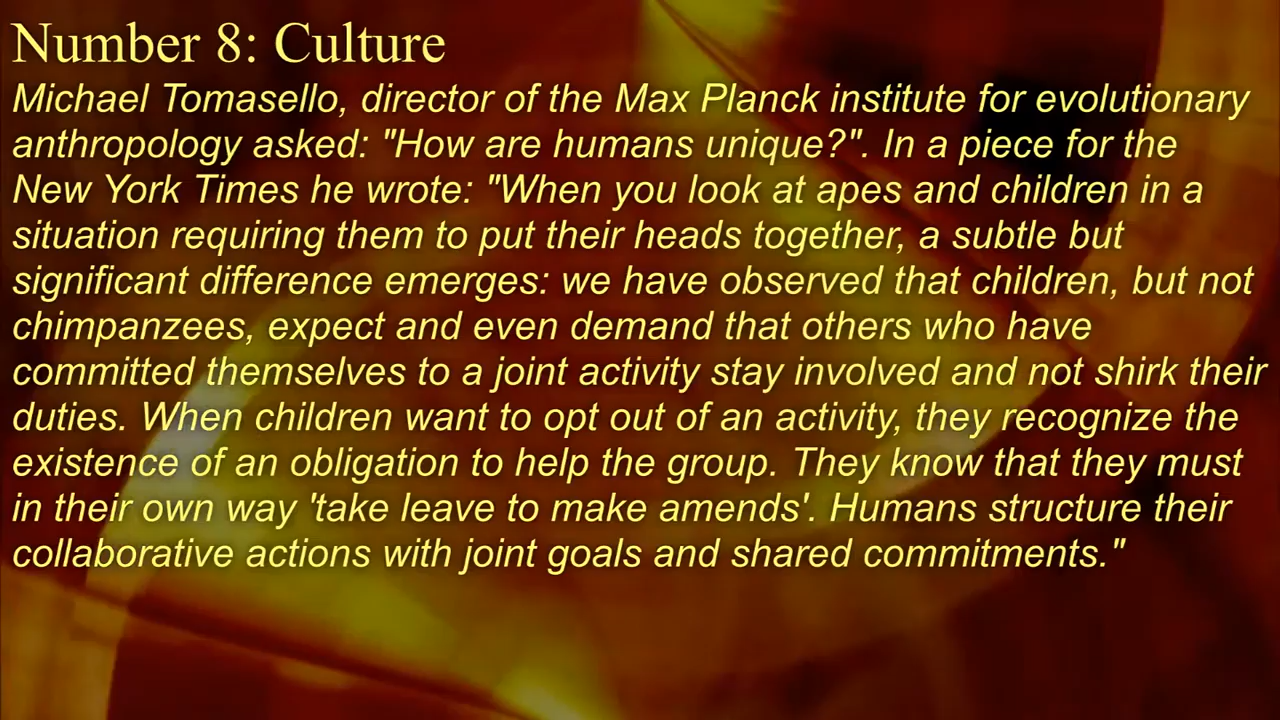 Number 8: Culture
Michael Tomasello, director of the Max Planck institute for evolutionary
anthropology asked: "How are humans unique?". In a piece for the
New York Times he wrote: "When you look at apes and children in a
situation requiring them to put their heads together, a subtle but
significant difference emerges: we have observed that children, but not
chimpanzees, expect and even demand that others who have
committed themselves to a joint activity stay involved and not shirk their
duties. When children want to opt out of an activity, they recognize the
existence of an obligation to help the group. They know that they must
in their own way 'take leave to make amends'. Humans structure their
collaborative actions with joint goals and shared commitments."